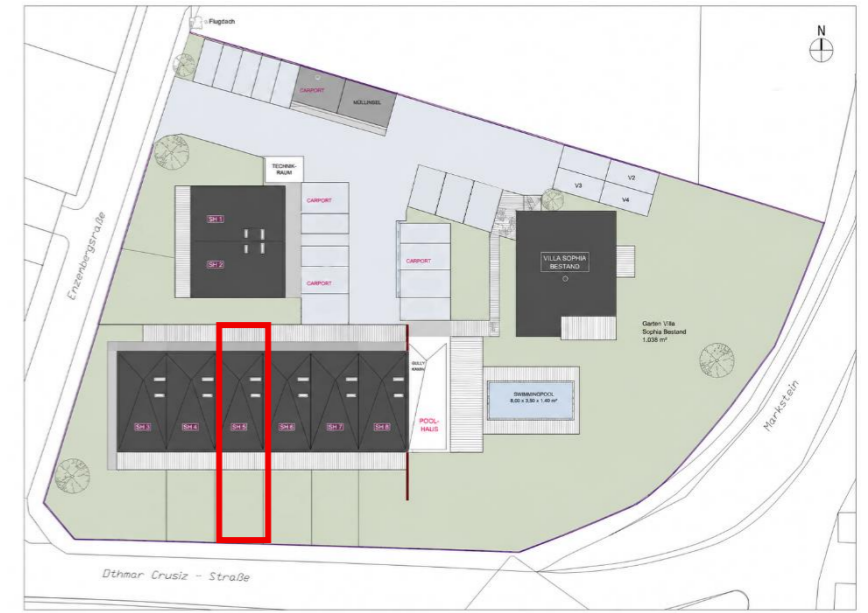 Flugdach
N
CARPORT
MÜLLINSEL
TECHNIK-
RAUM
V2
V3
V4
CARPORT
SH 1
SH 2
CARPORT
CARPORT
VILLA SOPHIA
BESTAND
Enzenbergstraße
Garten Villa
Sophia Bestand
1.038 m²
POOL-
HAUS
SWIMMINGPOOL
SH 3
SH 4
SH 5
SH 6
SH 7
SH 8
Markstein
Othmar Crusiz - Straße